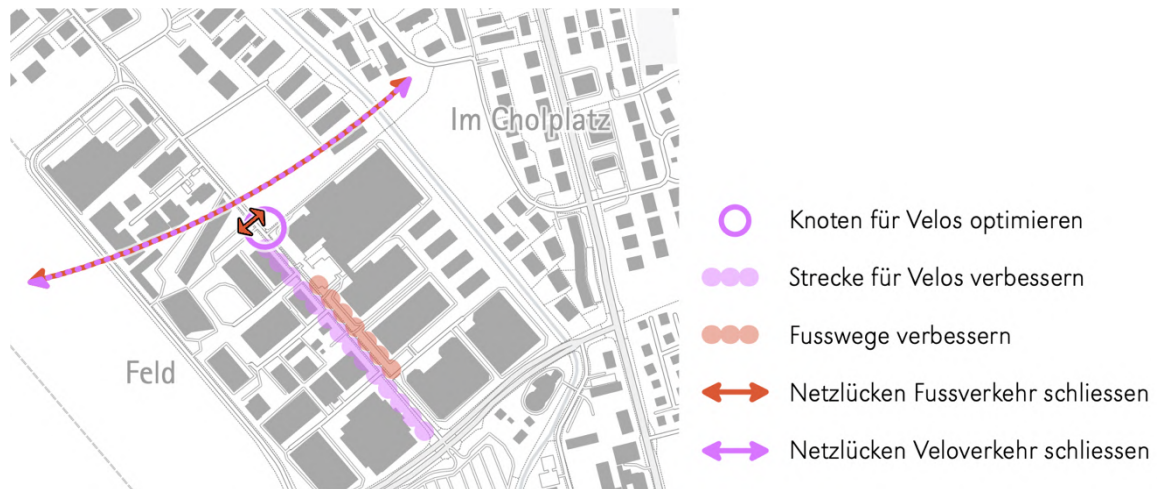 Im Cholplatz
Feld
Knoten für Velos optimieren
Strecke für Velos verbessern
Fusswege verbessern
Netzlücken Fussverkehr schliessen
Netzlücken Veloverkehr schliessen